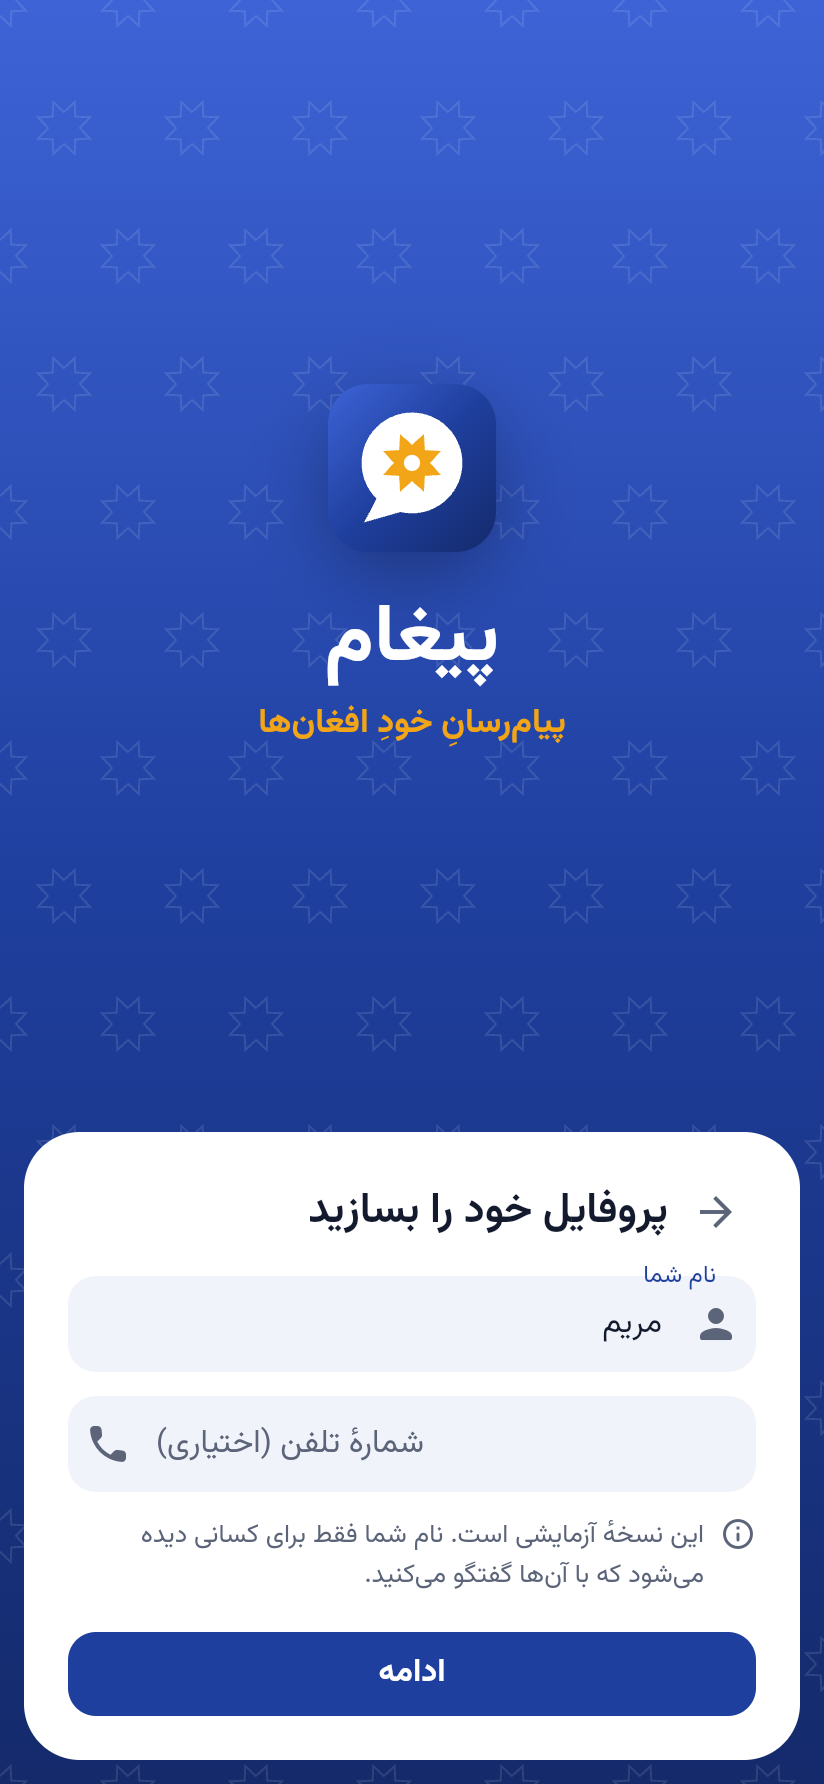 پیغام
پیام‌رسانِ خودِ افغان‌ها
پروفایل خود را بسازید
نام شما
مریم
شمارهٔ تلفن (اختیاری)
این نسخهٔ آزمایشی است. نام شما فقط برای کسانی دیده
می‌شود که با آن‌ها گفتگو می‌کنید.
ادامه